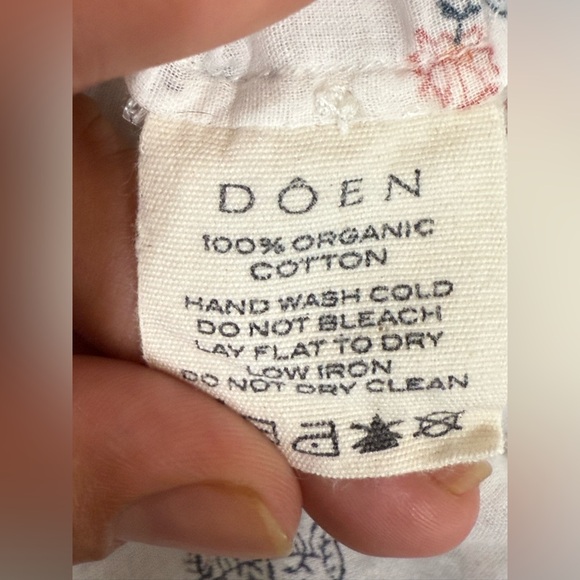 DÔEN
100% ORGANIC
COTTON
HAND WASH COLD
DO NOT BLEACH
LAY FLAT TO DRY
LOW IRON
DO NOT DRY CLEAN